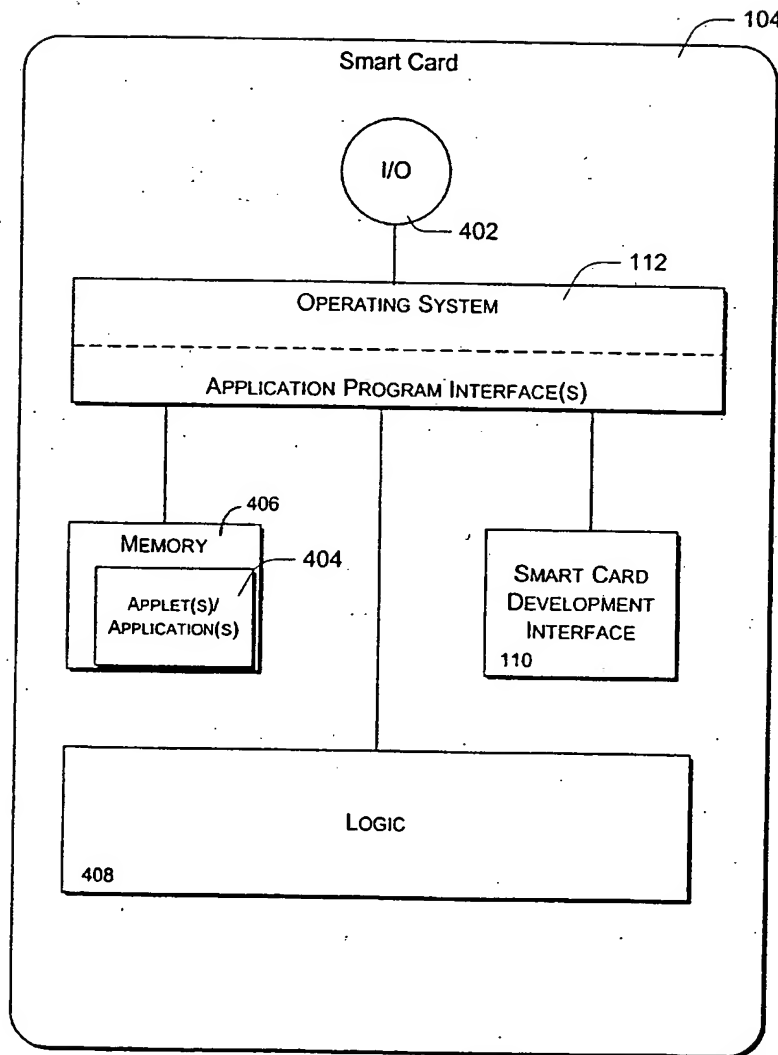 104
Smart Card
I/O
402
112
OPERATING SYSTEM
APPLICATION PROGRAM INTERFACE(S)
406
MEMORY
404
APPLET(S)/
APPLICATION(S)
SMART CARD
DEVELOPMENT
INTERFACE
110
LOGIC
408